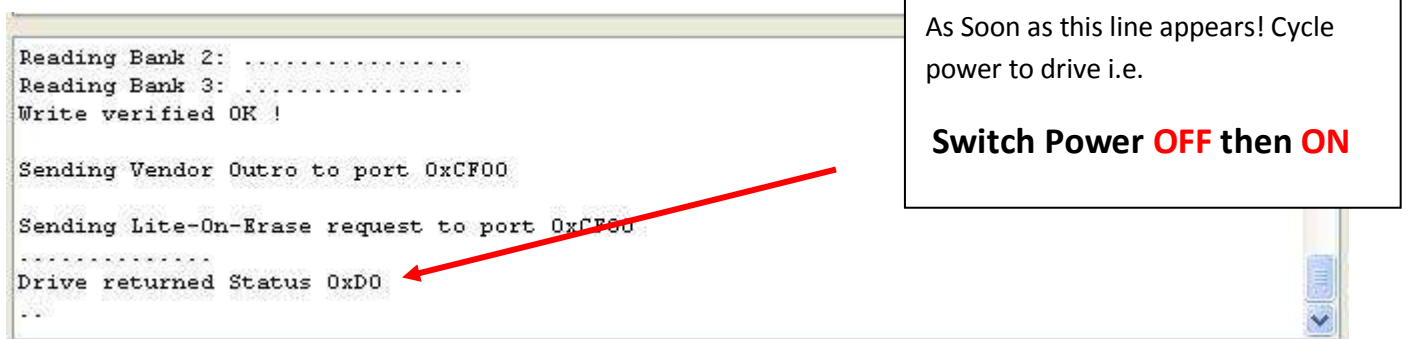 Reading Bank 2: ................
Reading Bank 3: ................
Write verified OK !
Sending Vendor Outro to port 0xCF00
Sending Lite-On-Erase request to port 0xCF00
..............
Drive returned Status 0xD0
..
As Soon as this line appears! Cycle
power to drive i.e.
Switch Power OFF then ON